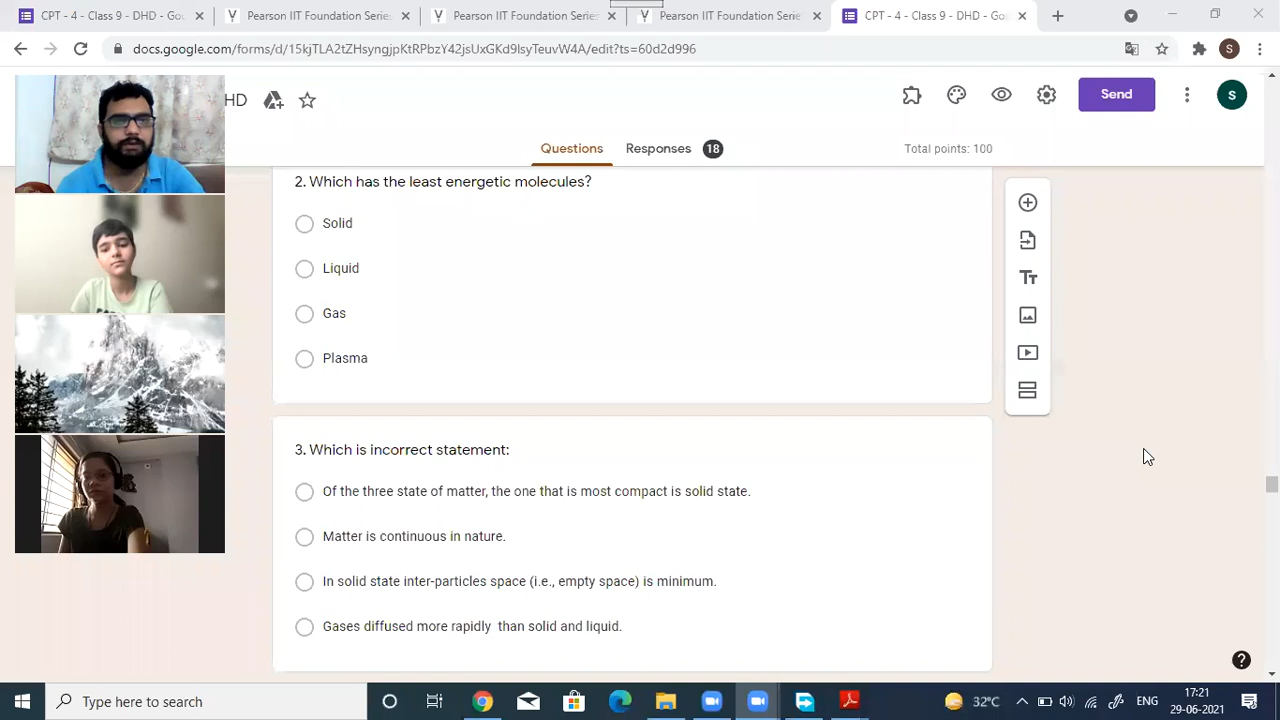 CPT - 4 - Class 9 - DHD - Go
Pearson IIT Foundation Series
Pearson IIT Foundation Series
Pearson IIT Foundation Series
CPT - 4 - Class 9 - DHD - Go
docs.google.com/forms/d/15kjTLA2tZHsyngjpKtRPbzY42jsUxGKd9lsyTeuvW4A/edit?ts=60d2d996
S
HD
Send
S
Questions
Responses 18
Total points: 100
2. Which has the least energetic molecules?
Solid
Liquid
Gas
Plasma
3. Which is incorrect statement:
Of the three state of matter, the one that is most compact is solid state.
Matter is continuous in nature.
In solid state inter-particles space (i.e., empty space) is minimum.
Gases diffused more rapidly than solid and liquid.
Type here to search
32°C
ENG
17:21
29-06-2021